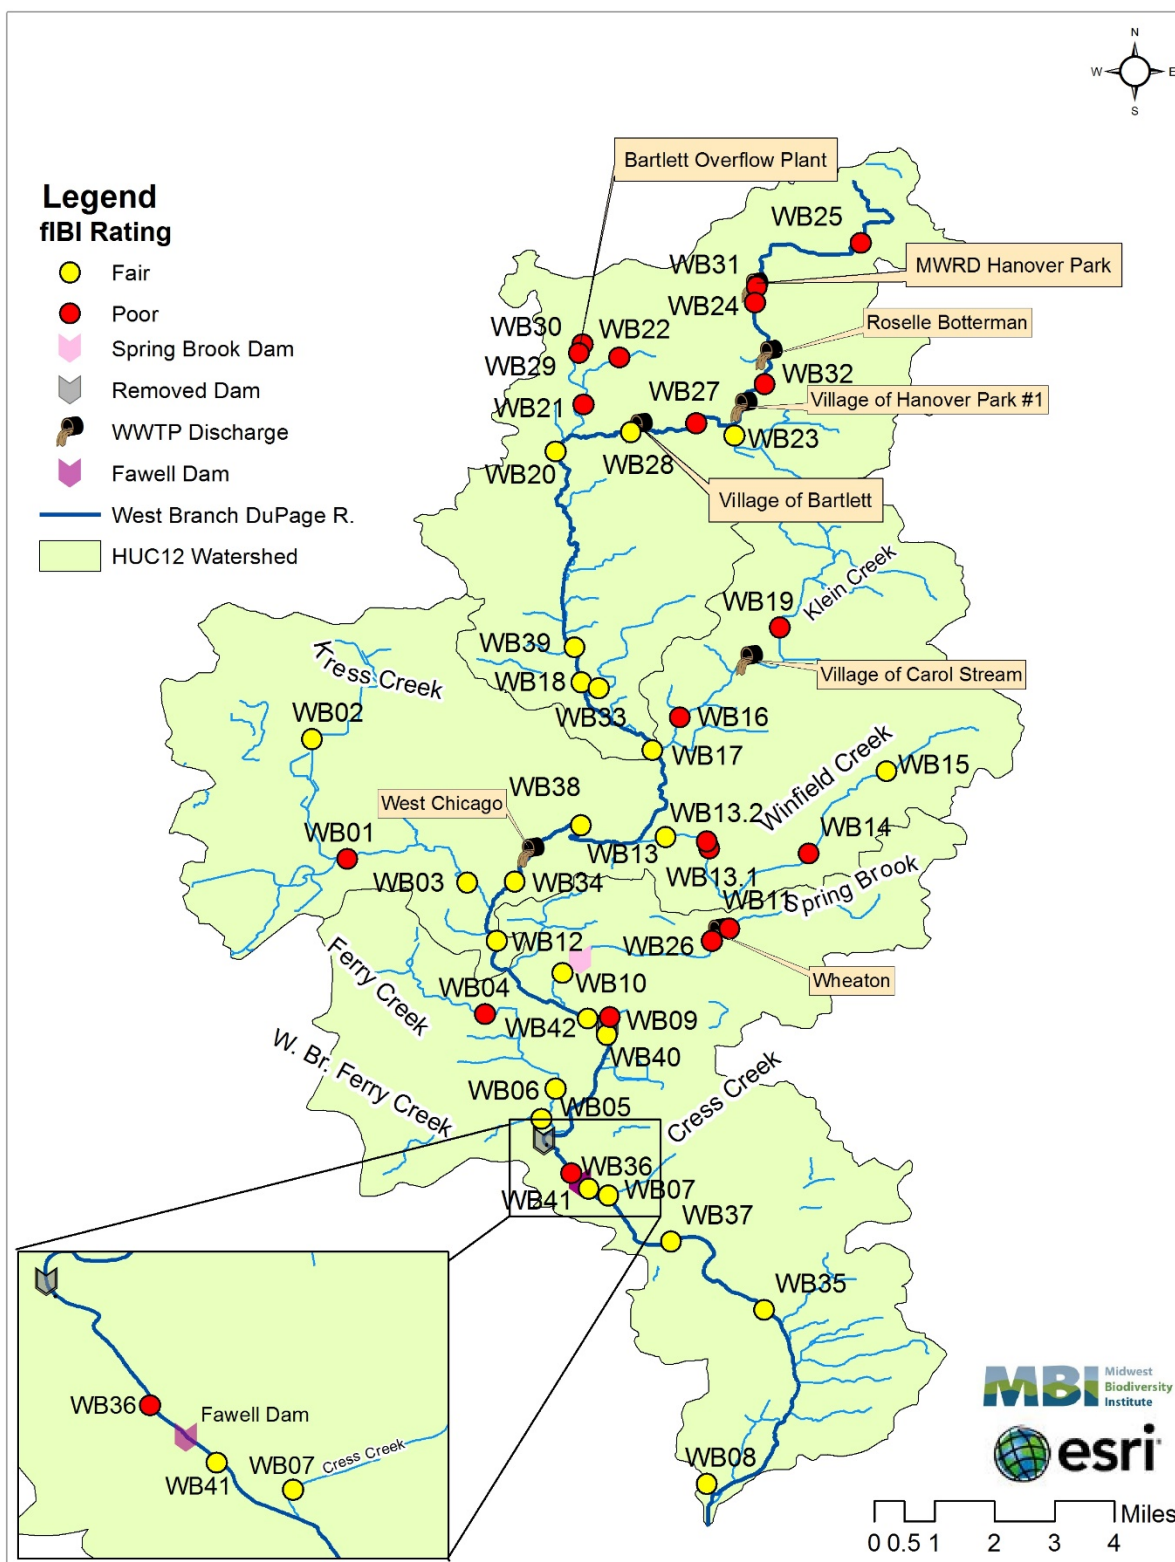 N
W
E
S
Bartlett Overflow Plant
Legend
fIBI Rating
Fair
Poor
Spring Brook Dam
Removed Dam
WWTP Discharge
Fawell Dam
West Branch DuPage R.
HUC12 Watershed
WB25
WB31
MWRD Hanover Park
WB24
Roselle Botterman
WB30
WB22
WB29
WB32
WB27
Village of Hanover Park #1
WB21
WB23
WB28
WB20
Village of Bartlett
Klein Creek
WB19
WB39
Kress Creek
WB18
Village of Carol Stream
WB33
WB16
WB02
WB17
Winfield Creek
WB15
WB38
West Chicago
WB13.2
WB14
WB01
WB13
WB13.1
WB03
WB34
Spring Brook
WB11
WB12
WB26
Ferry Creek
WB10
Wheaton
WB04
WB42
WB09
WB40
W. Br. Ferry Creek
Cress Creek
WB06
WB05
WB36
WB41
WB07
WB37
WB35
WB36
Fawell Dam
WB41
WB07
Cress Creek
WB08
MBI Midwest
Biodiversity
Institute
esri
Miles
0 0.5 1 2 3 4